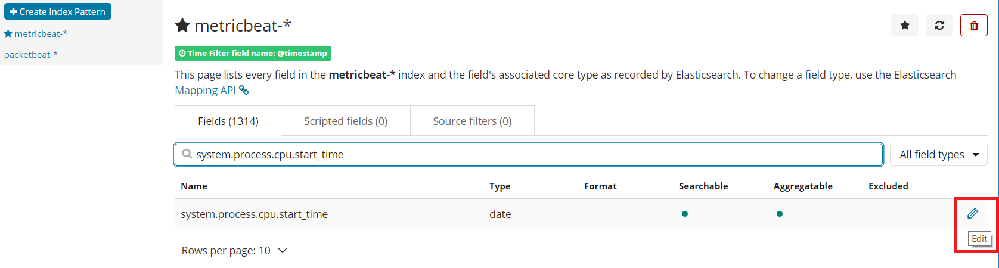 Create Index Pattern
metricbeat-*
packetbeat-*
metricbeat-*
Time Filter field name: @timestamp
This page lists every field in the metricbeat-* index and the field's associated core type as recorded by Elasticsearch. To change a field type, use the Elasticsearch
Mapping API
Fields (1314) Scripted fields (0) Source filters (0)
system.process.cpu.start_time All field types
Name Type Format Searchable Aggregatable Excluded
system.process.cpu.start_time date
Edit
Rows per page: 10